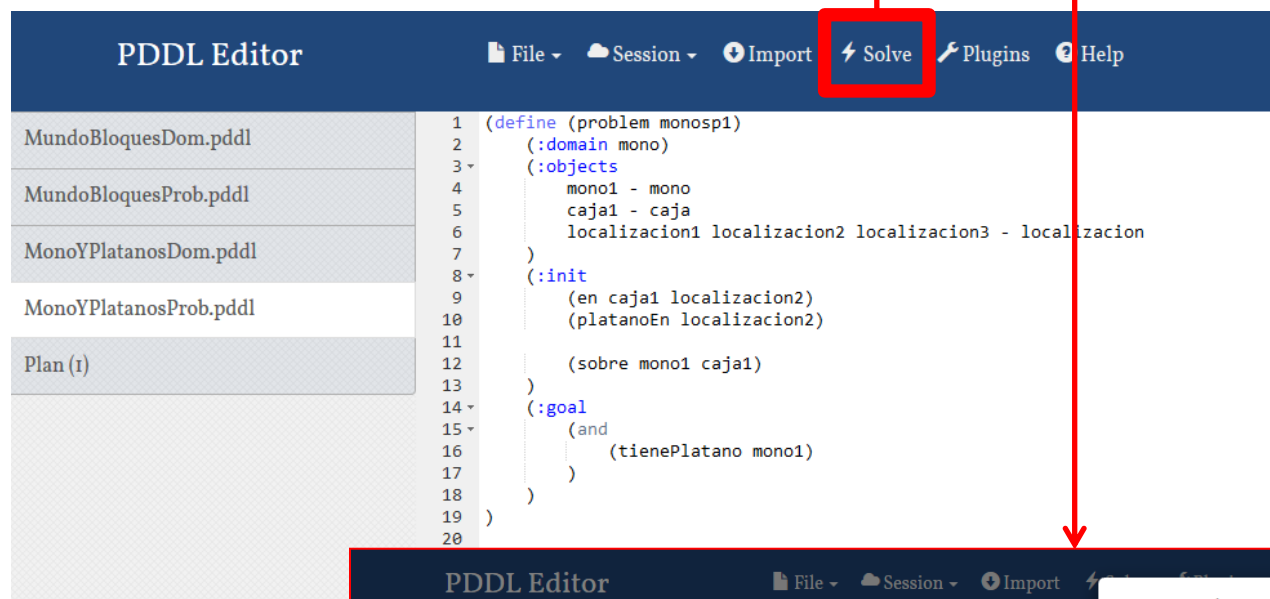 PDDL Editor File Session Import Solve Plugins Help
MundoBloquesDom.pddl
MundoBloquesProb.pddl
MonoYPlatanosDom.pddl
MonoYPlatanosProb.pddl
Plan (1)
1 (define (problem monosp1)
2 (:domain mono)
3 (:objects
4 mono1 - mono
5 caja1 - caja
6 localizacion1 localizacion2 localizacion3 - localizacion
7 )
8 (:init
9 (en caja1 localizacion2)
10 (platanoEn localizacion2)
11
12 (sobre mono1 caja1)
13 )
14 (:goal
15 (and
16 (tienePlatano mono1)
17 )
18 )
19 )
20
PDDL Editor File Session Import